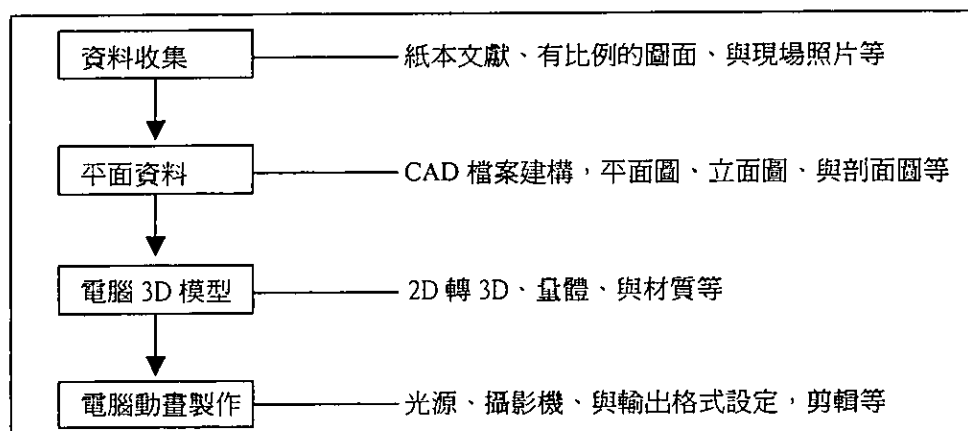 資料收集 紙本文獻、有比例的圖面、與現場照片等
平面資料 CAD 檔案建構，平面圖、立面圖、與剖面圖等
電腦 3D 模型 2D 轉 3D、量體、與材質等
電腦動畫製作 光源、攝影機、與輸出格式設定，剪輯等